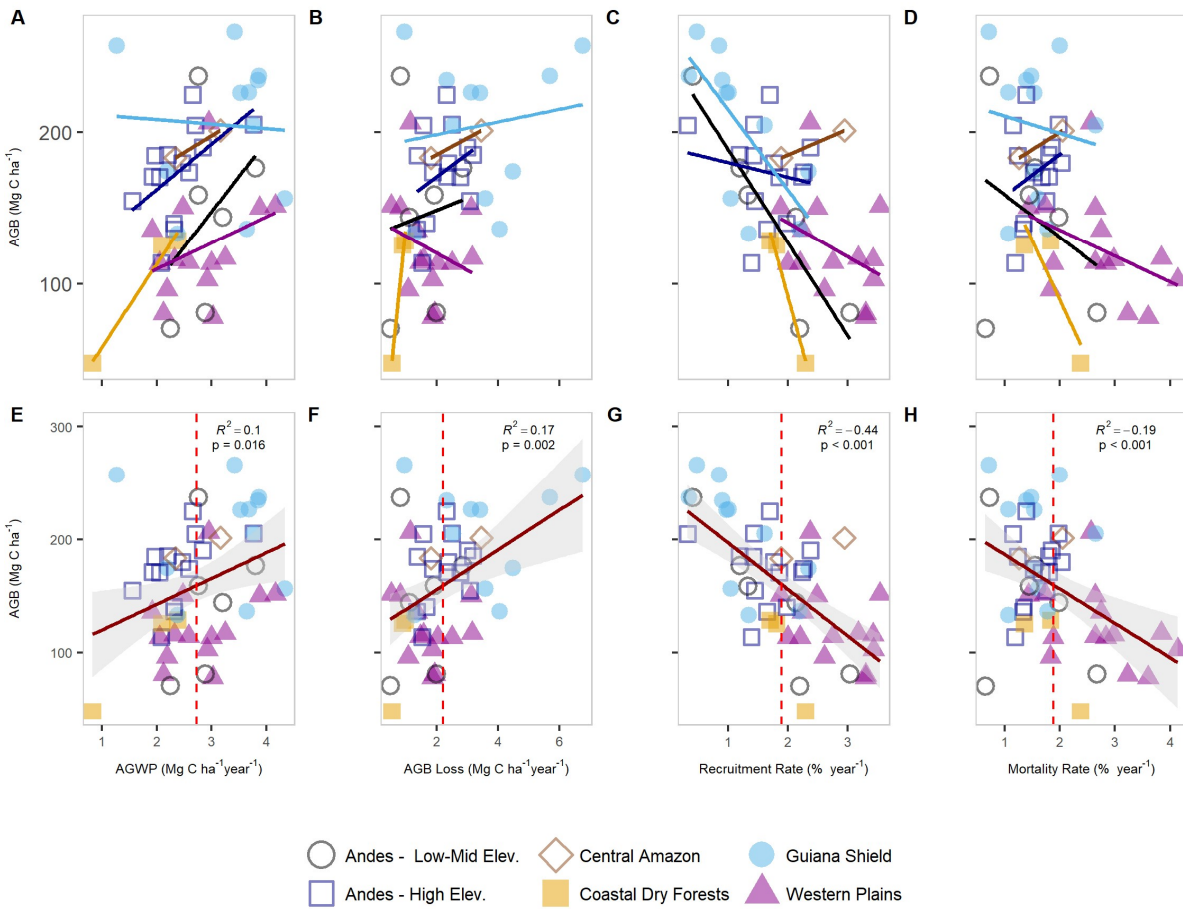 A B C D
AGB (Mg C ha⁻¹)
200
100
E F G H
R² = 0.1
p = 0.016
R² = 0.17
p = 0.002
R² = −0.44
p < 0.001
R² = −0.19
p < 0.001
AGB (Mg C ha⁻¹)
300
200
100
1 2 3 4
2 4 6
1 2 3
1 2 3 4
AGWP (Mg C ha⁻¹year⁻¹)
AGB Loss (Mg C ha⁻¹year⁻¹)
Recruitment Rate (% year⁻¹)
Mortality Rate (% year⁻¹)
Andes - Low-Mid Elev.
Central Amazon
Guiana Shield
Andes - High Elev.
Coastal Dry Forests
Western Plains